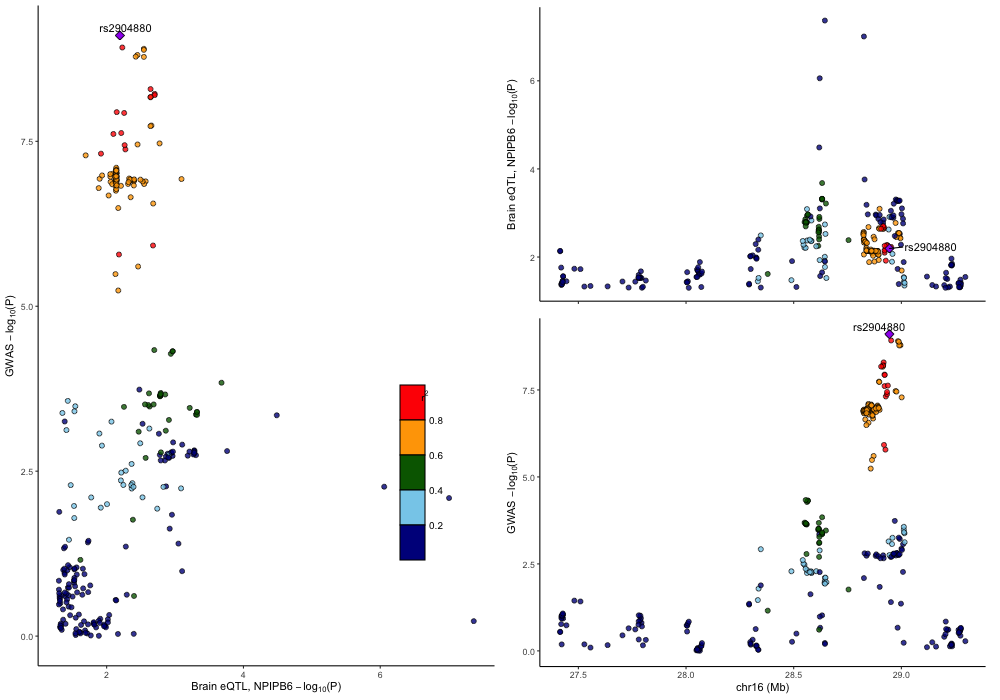 rs2904880
7.5
5.0
2.5
0.0
GWAS −log10(P)
2
4
6
Brain eQTL, NPIPB6 −log10(P)
r2
0.8
0.6
0.4
0.2
6
4
2
Brain eQTL, NPIPB6 −log10(P)
rs2904880
rs2904880
7.5
5.0
2.5
0.0
GWAS −log10(P)
27.5
28.0
28.5
29.0
chr16 (Mb)